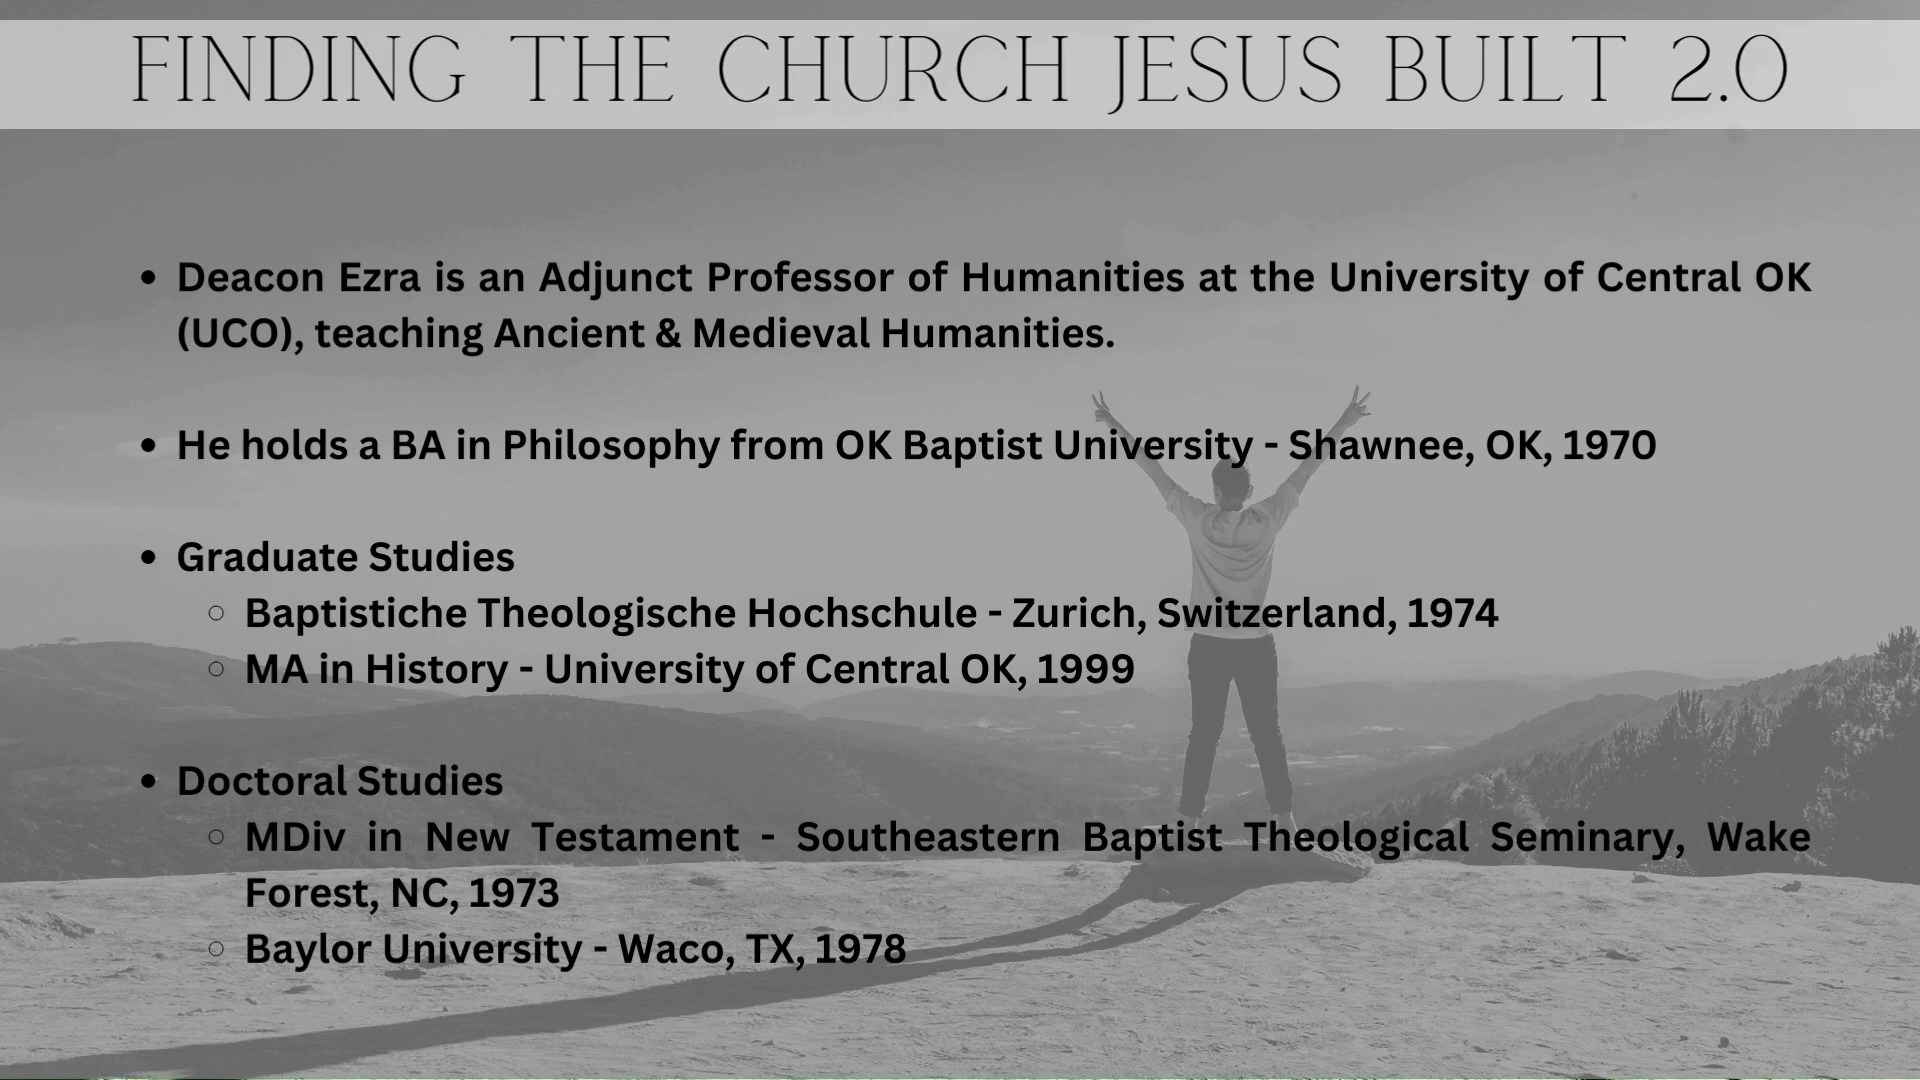 FINDING THE CHURCH JESUS BUILT 2.0
• Deacon Ezra is an Adjunct Professor of Humanities at the University of Central OK
(UCO), teaching Ancient & Medieval Humanities.
• He holds a BA in Philosophy from OK Baptist University - Shawnee, OK, 1970
• Graduate Studies
○ Baptistiche Theologische Hochschule - Zurich, Switzerland, 1974
○ MA in History - University of Central OK, 1999
• Doctoral Studies
○ MDiv in New Testament - Southeastern Baptist Theological Seminary, Wake
Forest, NC, 1973
○ Baylor University - Waco, TX, 1978